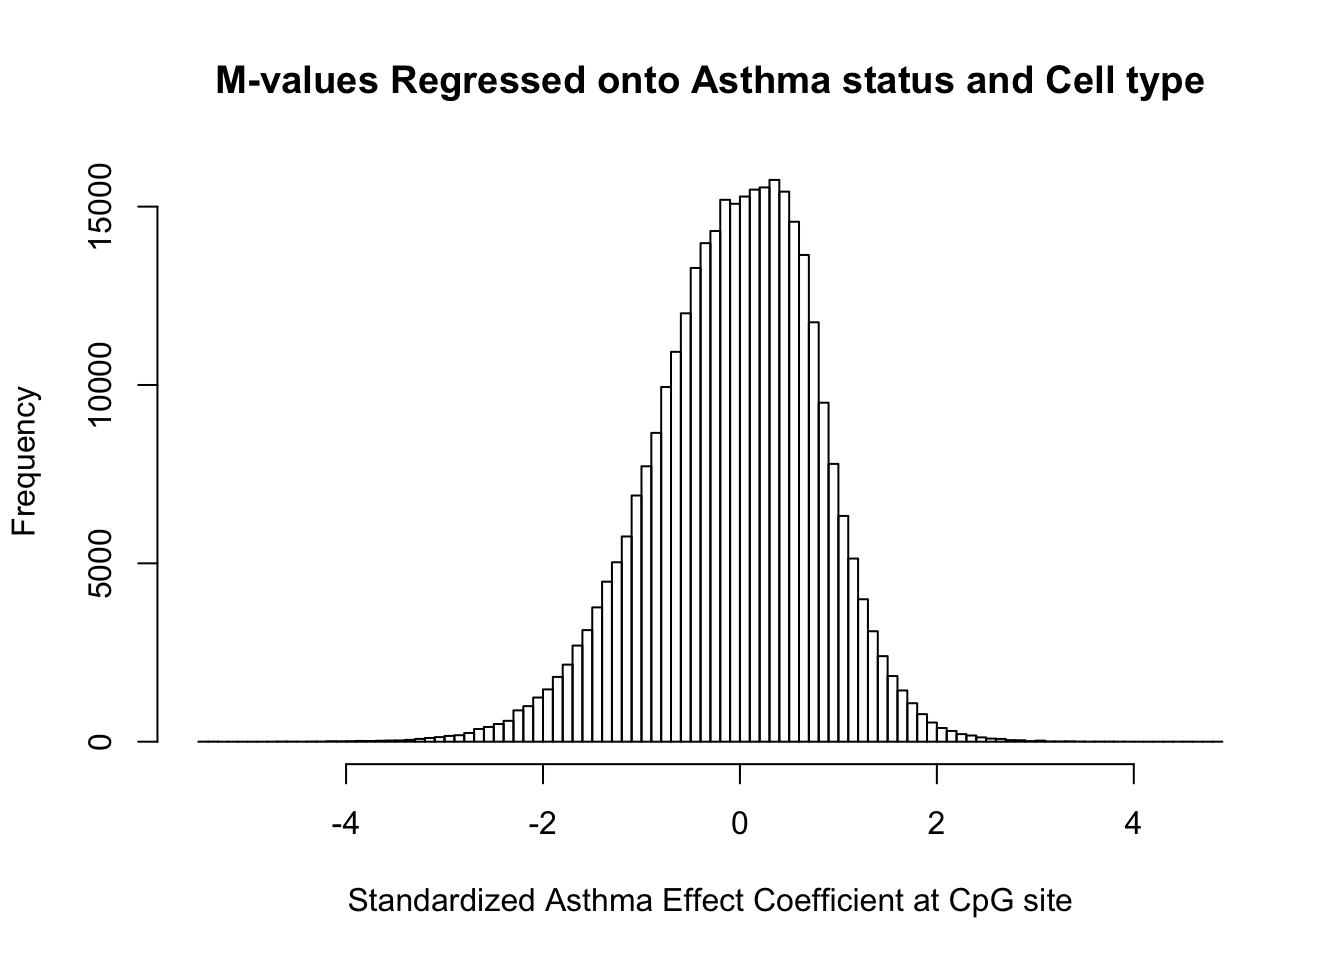 M-values Regressed onto Asthma status and Cell type
Frequency
15000
10000
5000
0
-4 -2 0 2 4
Standardized Asthma Effect Coefficient at CpG site